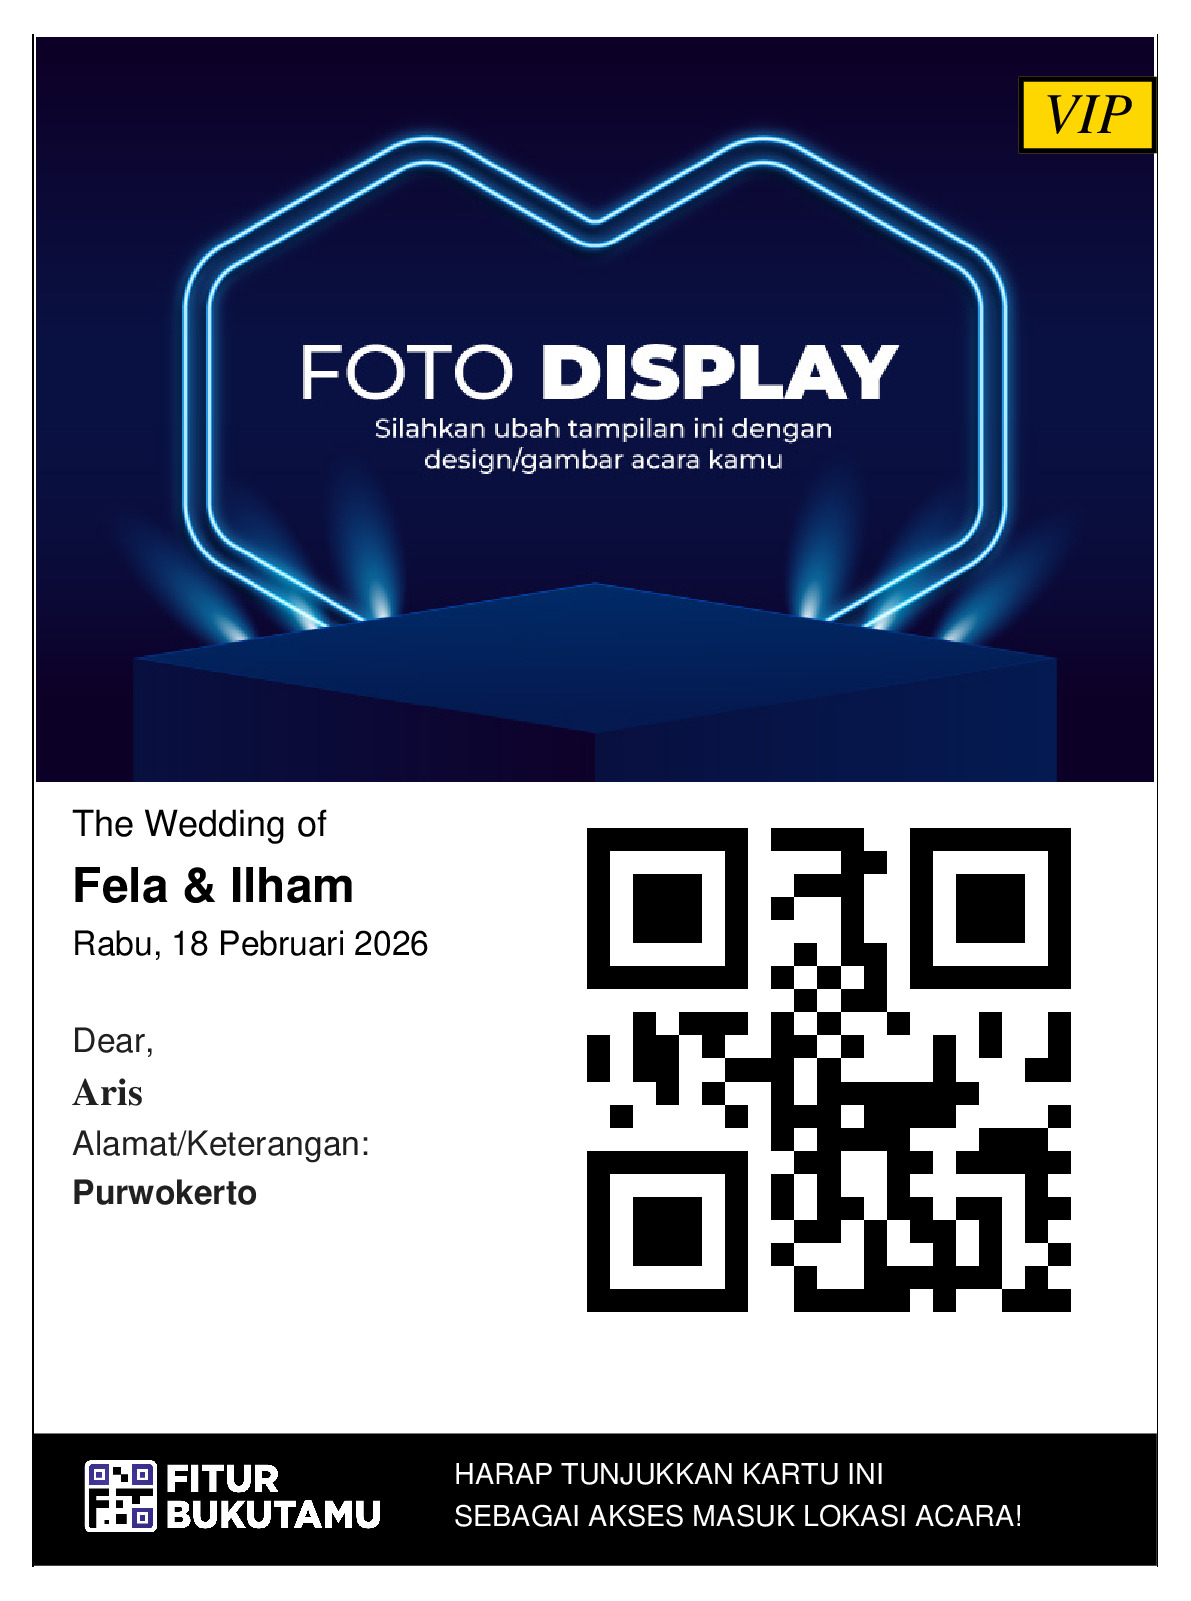 VIP
FOTO DISPLAY
Silahkan ubah tampilan ini dengan
design/gambar acara kamu
The Wedding of
Fela & Ilham
Rabu, 18 Pebruari 2026
Dear,
Aris
Alamat/Keterangan:
Purwokerto
FITUR
BUKUTAMU
HARAP TUNJUKKAN KARTU INI
SEBAGAI AKSES MASUK LOKASI ACARA!